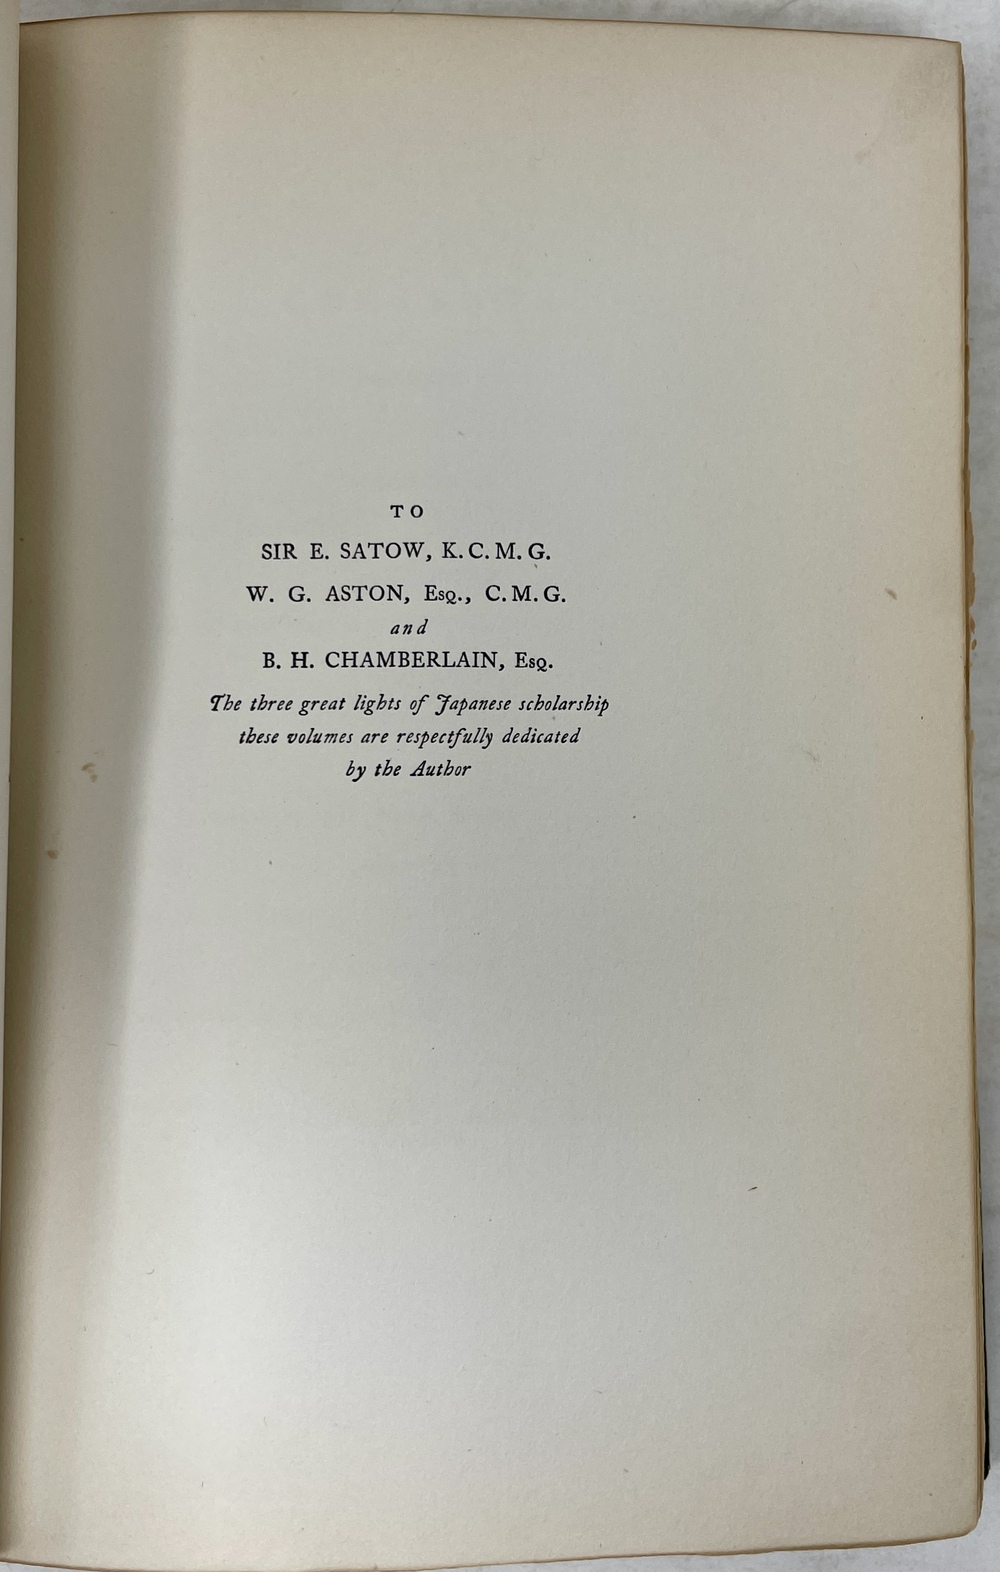 TO
SIR E. SATOW, K.C.M.G.
W. G. ASTON, Esq., C.M.G.
and
B. H. CHAMBERLAIN, Esq.
The three great lights of Japanese scholarship
these volumes are respectfully dedicated
by the Author